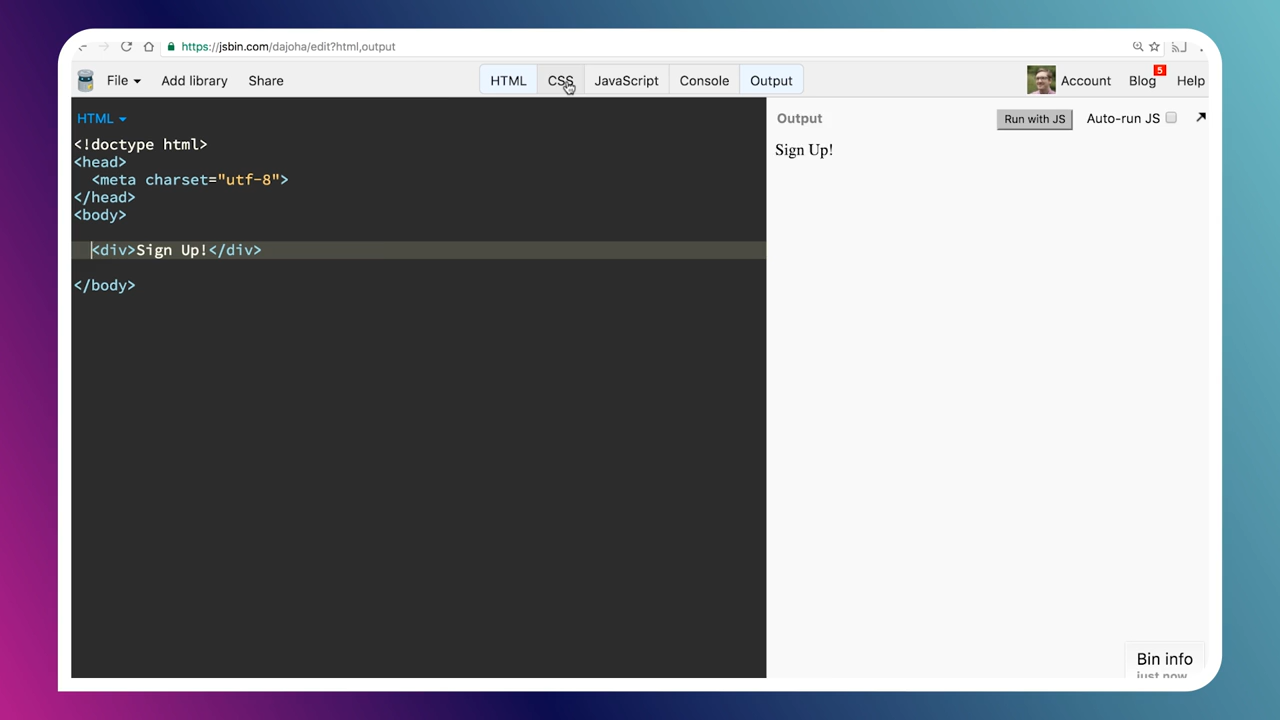 https://jsbin.com/dajoha/edit?html,output
File Add library Share HTML CSS JavaScript Console Output Account Blog 5 Help
HTML
<!doctype html>
<head>
<meta charset="utf-8">
</head>
<body>
<div>Sign Up!</div>
</body>
Output Run with JS Auto-run JS
Sign Up!
Bin info
just now